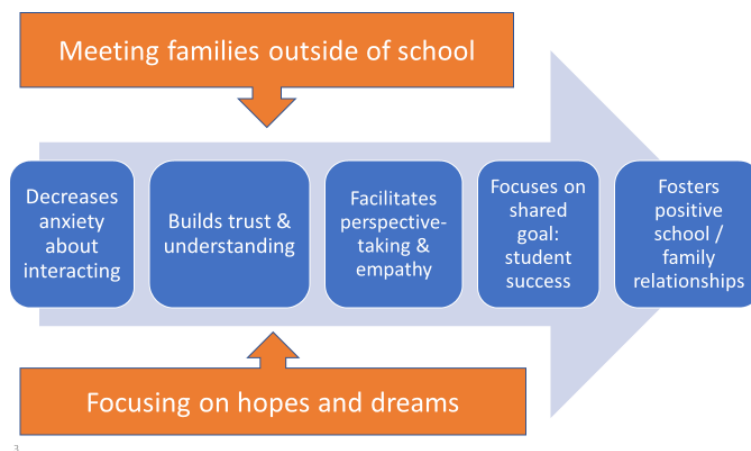 Meeting families outside of school
Decreases
anxiety
about
interacting
Builds trust &
understanding
Facilitates
perspective-
taking &
empathy
Focuses on
shared
goal:
student
success
Fosters
positive
school /
family
relationships
Focusing on hopes and dreams
3